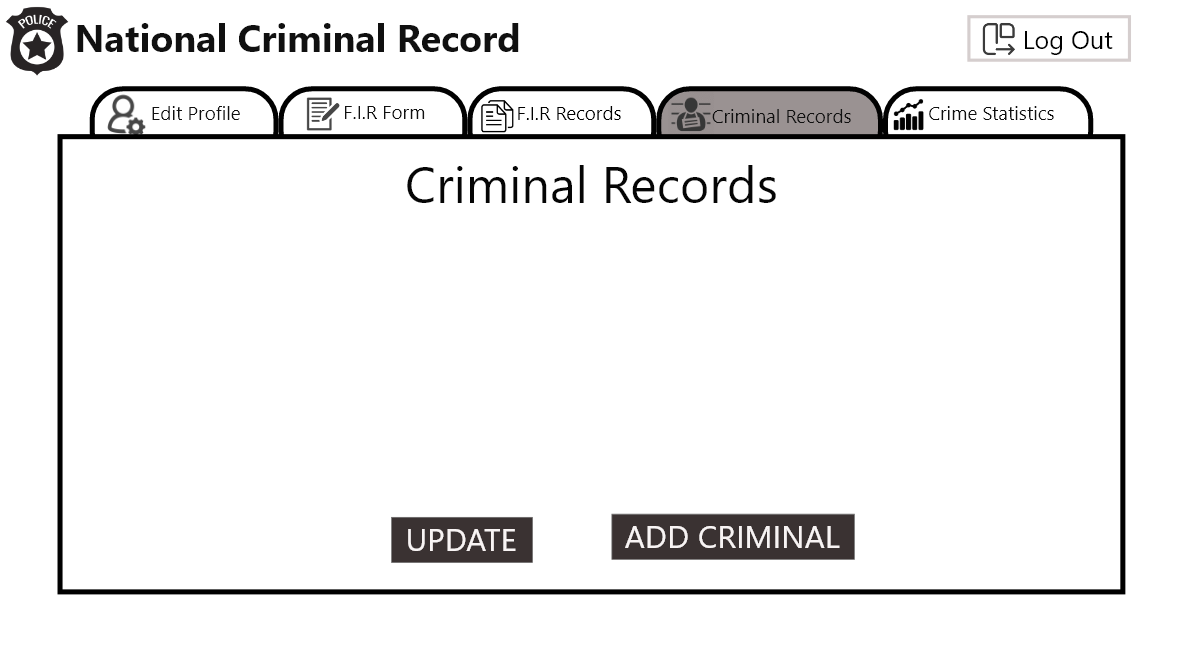 POLICE
National Criminal Record
Log Out
Edit Profile
F.I.R Form
F.I.R Records
Criminal Records
Crime Statistics
Criminal Records
UPDATE
ADD CRIMINAL